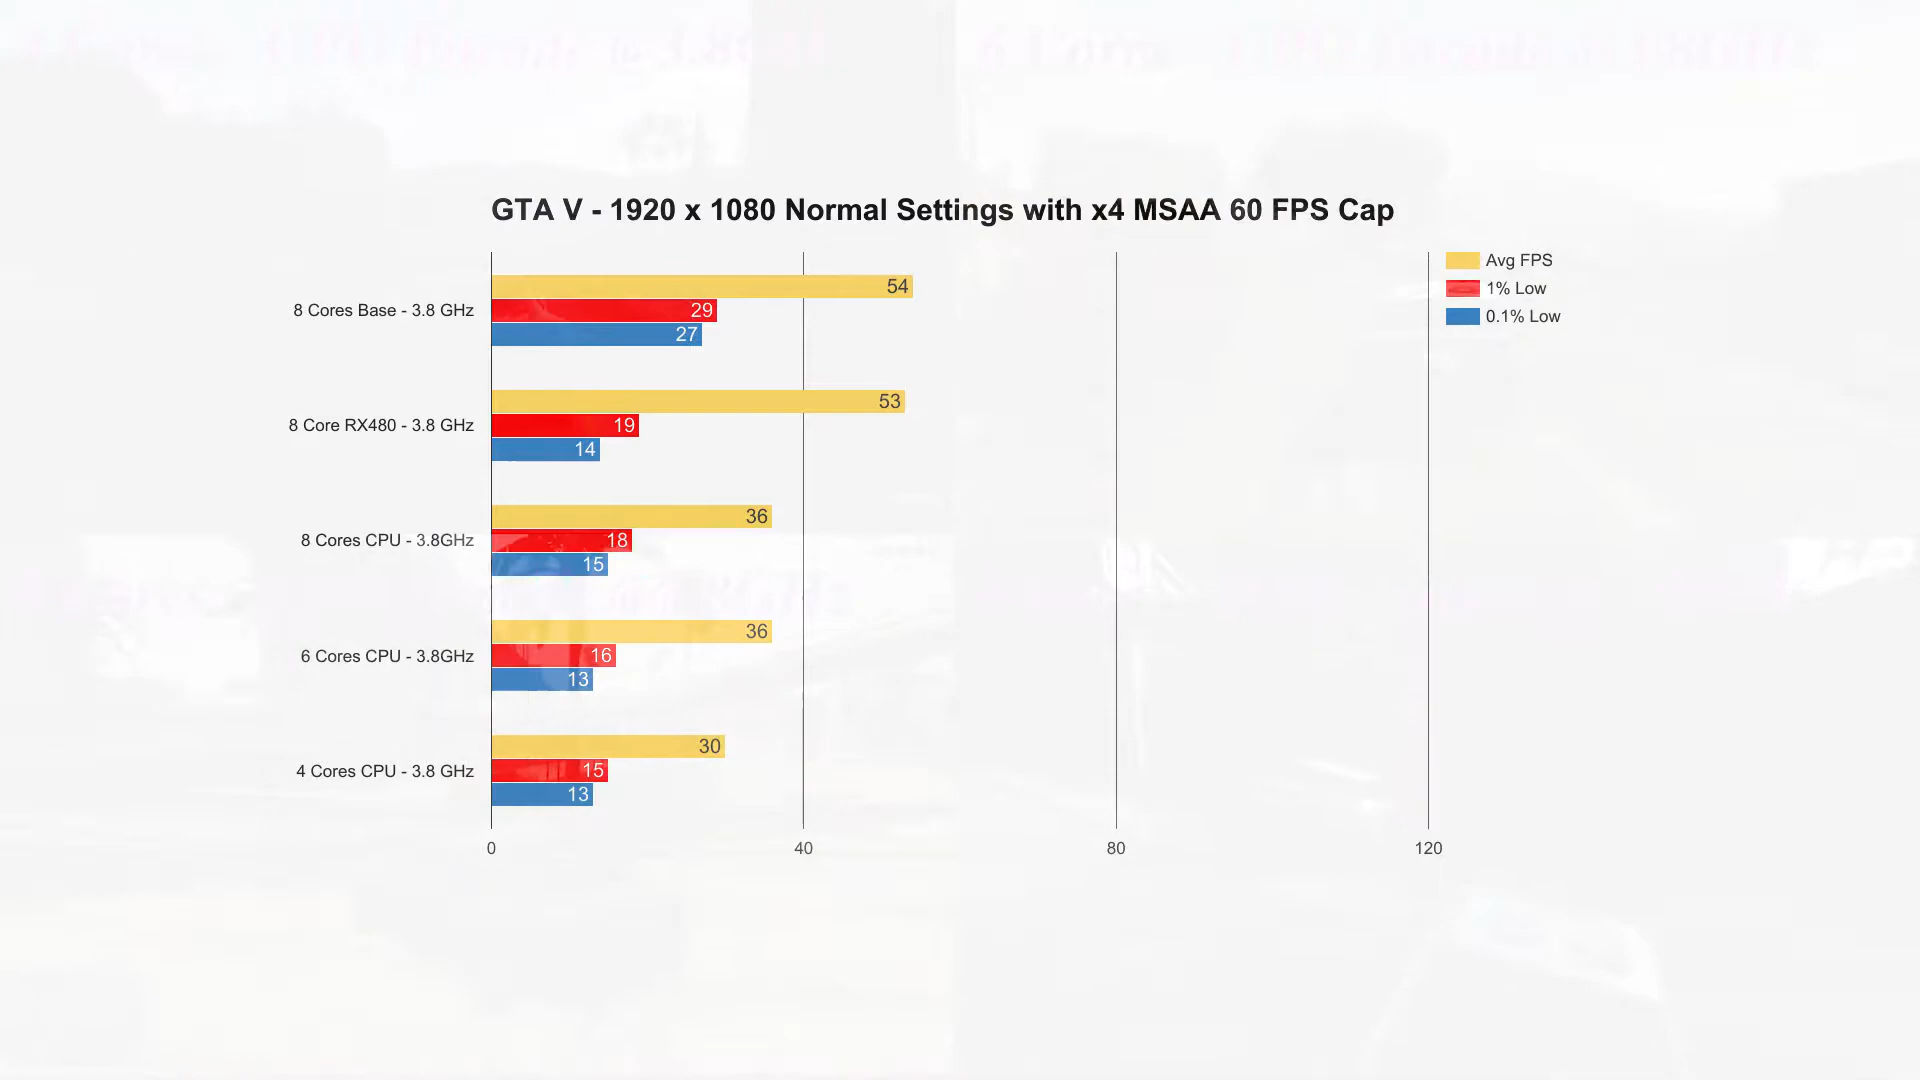 GTA V - 1920 x 1080 Normal Settings with x4 MSAA 60 FPS Cap
Avg FPS
1% Low
0.1% Low
8 Cores Base - 3.8 GHz
54
29
27
8 Core RX480 - 3.8 GHz
53
19
14
8 Cores CPU - 3.8GHz
36
18
15
6 Cores CPU - 3.8GHz
36
16
13
4 Cores CPU - 3.8 GHz
30
15
13
0 40 80 120